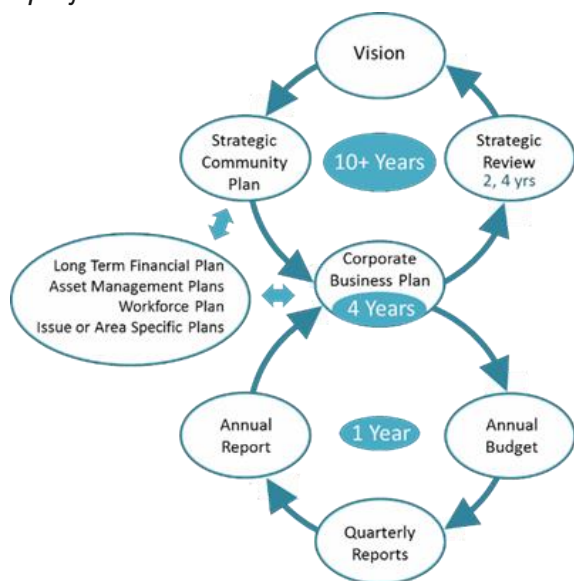 Vision
Strategic
Community
Plan
10+ Years
Strategic
Review
2, 4 yrs
Long Term Financial Plan
Asset Management Plans
Workforce Plan
Issue or Area Specific Plans
Corporate
Business Plan
4 Years
Annual
Report
1 Year
Annual
Budget
Quarterly
Reports